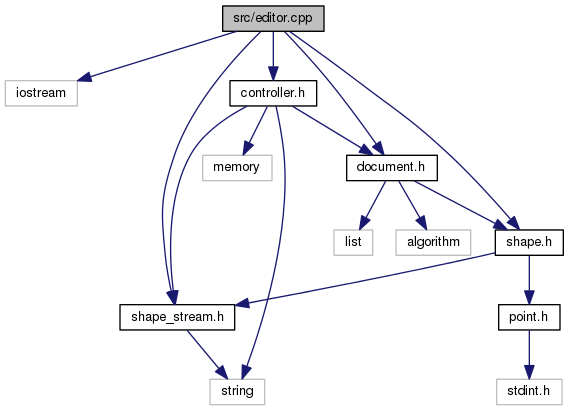 src/editor.cpp
iostream
controller.h
memory
document.h
list
algorithm
shape.h
shape_stream.h
point.h
string
stdint.h